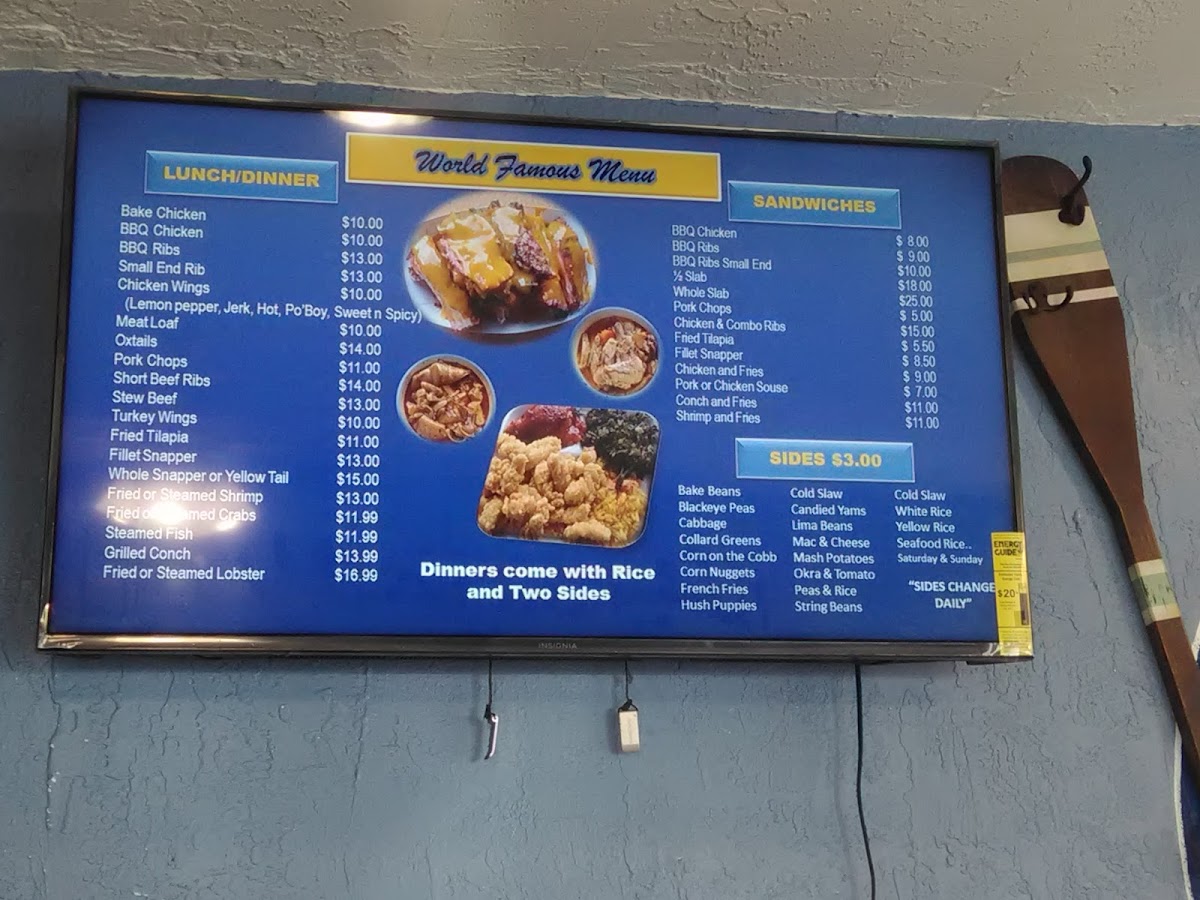 World Famous Menu
LUNCH/DINNER
Bake Chicken $10.00
BBQ Chicken $10.00
BBQ Ribs $13.00
Small End Rib $13.00
Chicken Wings $10.00
(Lemon pepper, Jerk, Hot, Po'Boy, Sweet n Spicy)
Meat Loaf $10.00
Oxtails $14.00
Pork Chops $11.00
Short Beef Ribs $14.00
Stew Beef $13.00
Turkey Wings $10.00
Fried Tilapia $11.00
Fillet Snapper $13.00
Whole Snapper or Yellow Tail $15.00
Fried or Steamed Shrimp $13.00
Fried or Steamed Crabs $11.99
Steamed Fish $11.99
Grilled Conch $13.99
Fried or Steamed Lobster $16.99
Dinners come with Rice
and Two Sides
SANDWICHES
BBQ Chicken $ 8.00
BBQ Ribs $ 9.00
BBQ Ribs Small End $10.00
½ Slab $18.00
Whole Slab $25.00
Pork Chops $ 5.00
Chicken & Combo Ribs $15.00
Fried Tilapia $ 5.50
Fillet Snapper $ 8.50
Chicken and Fries $ 9.00
Pork or Chicken Souse $ 7.00
Conch and Fries $11.00
Shrimp and Fries $11.00
SIDES $3.00
Bake Beans
Blackeye Peas
Cabbage
Collard Greens
Corn on the Cobb
Corn Nuggets
French Fries
Hush Puppies
Cold Slaw
Candied Yams
Lima Beans
Mac & Cheese
Mash Potatoes
Okra & Tomato
Peas & Rice
String Beans
Cold Slaw
White Rice
Yellow Rice
Seafood Rice..
Saturday & Sunday
"SIDES CHANGE
DAILY"
INSIGNIA
ENERGY
GUIDE
$20